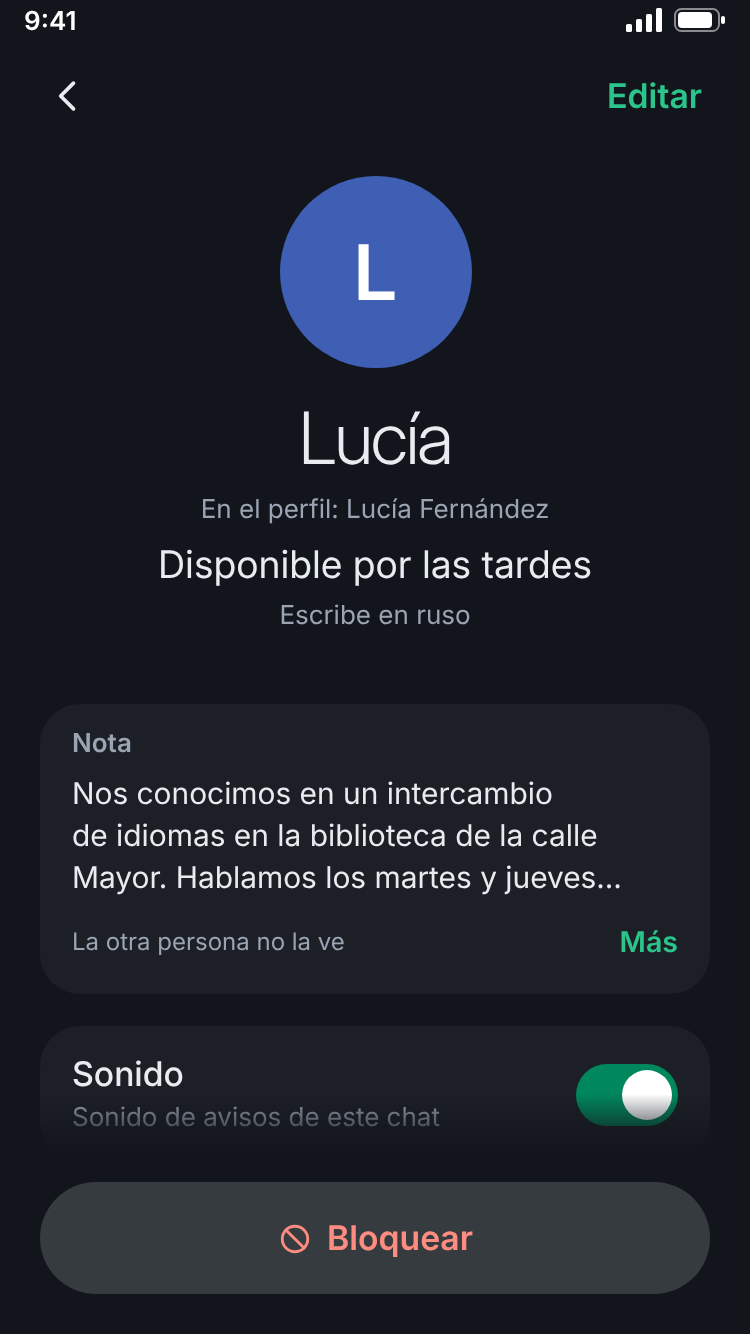 9:41
Editar
L
Lucía
En el perfil: Lucía Fernández
Disponible por las tardes
Escribe en ruso
Nota
Nos conocimos en un intercambio
de idiomas en la biblioteca de la calle
Mayor. Hablamos los martes y jueves…
La otra persona no la ve
Más
Sonido
Sonido de avisos de este chat
Bloquear